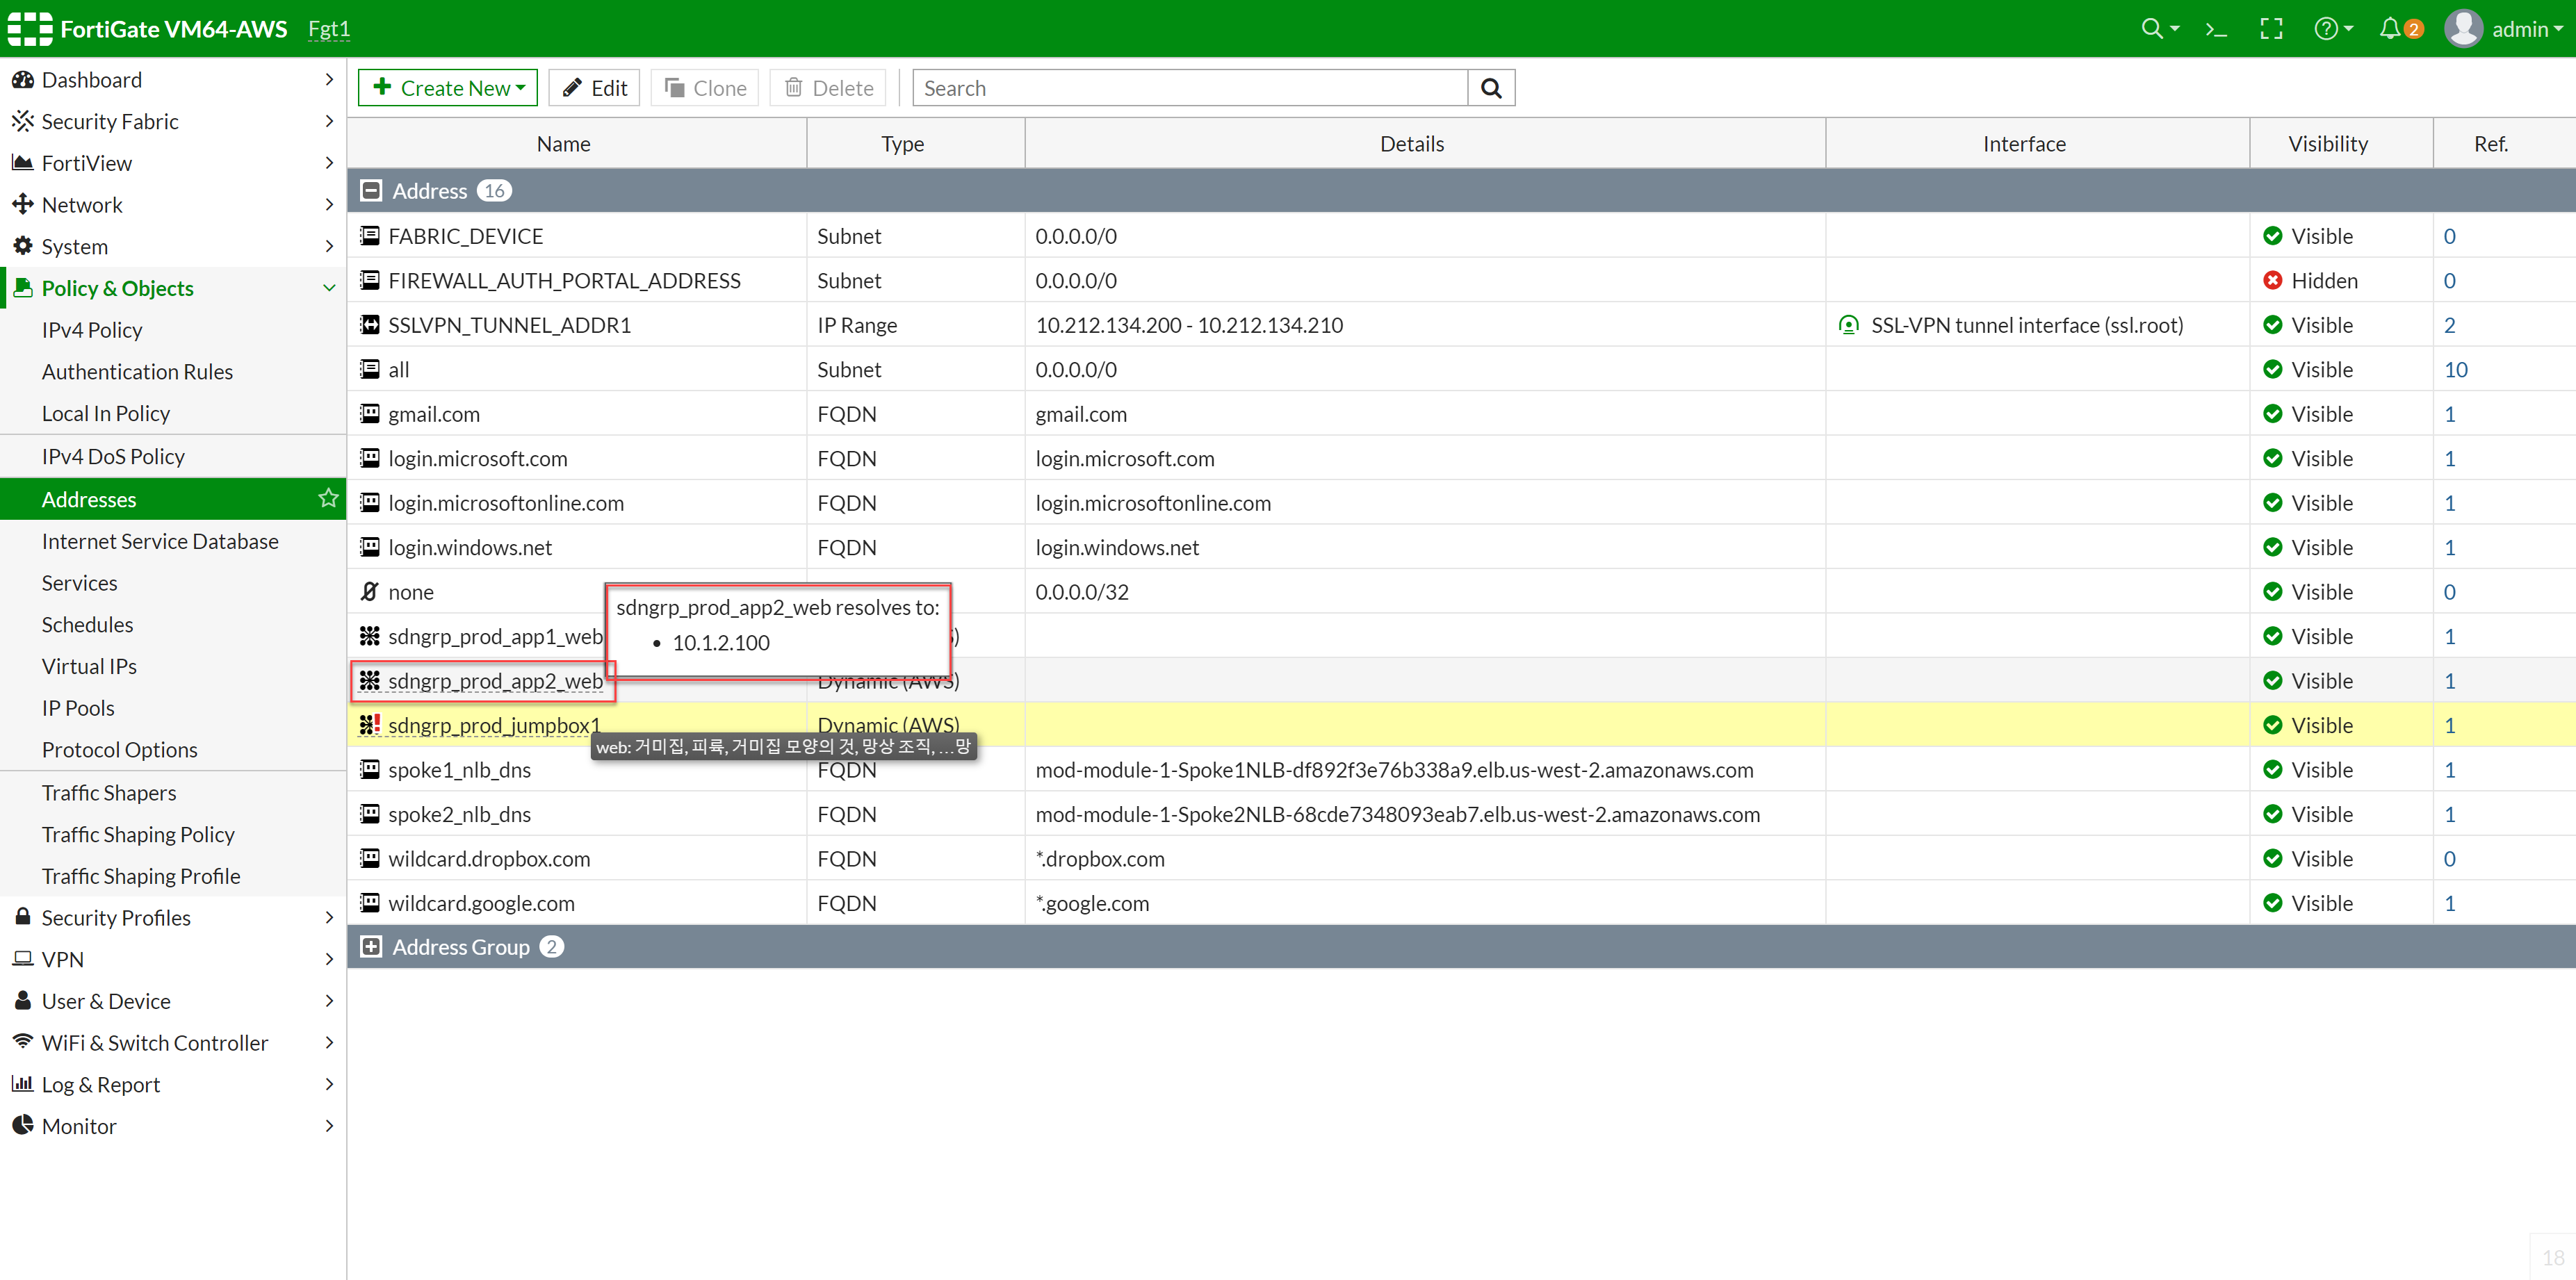 FortiGate VM64-AWS Fgt1 2 admin
Dashboard
Security Fabric
FortiView
Network
System
Policy & Objects
IPv4 Policy
Authentication Rules
Local In Policy
IPv4 DoS Policy
Addresses
Internet Service Database
Services
Schedules
Virtual IPs
IP Pools
Protocol Options
Traffic Shapers
Traffic Shaping Policy
Traffic Shaping Profile
Security Profiles
VPN
User & Device
WiFi & Switch Controller
Log & Report
Monitor
Create New Edit Clone Delete Search
Name Type Details Interface Visibility Ref.
Address 16
FABRIC_DEVICE Subnet 0.0.0.0/0 Visible 0
FIREWALL_AUTH_PORTAL_ADDRESS Subnet 0.0.0.0/0 Hidden 0
SSLVPN_TUNNEL_ADDR1 IP Range 10.212.134.200 - 10.212.134.210 SSL-VPN tunnel interface (ssl.root) Visible 2
all Subnet 0.0.0.0/0 Visible 10
gmail.com FQDN gmail.com Visible 1
login.microsoft.com FQDN login.microsoft.com Visible 1
login.microsoftonline.com FQDN login.microsoftonline.com Visible 1
login.windows.net FQDN login.windows.net Visible 1
none 0.0.0.0/32 Visible 0
sdngrp_prod_app2_web resolves to:
• 10.1.2.100
sdngrp_prod_app1_web Visible 1
sdngrp_prod_app2_web Dynamic (AWS) Visible 1
sdngrp_prod_jumpbox1 Dynamic (AWS) Visible 1
web: 거미집, 피륙, 거미집 모양의 것, 망상 조직, …망
spoke1_nlb_dns FQDN mod-module-1-Spoke1NLB-df892f3e76b338a9.elb.us-west-2.amazonaws.com Visible 1
spoke2_nlb_dns FQDN mod-module-1-Spoke2NLB-68cde7348093eab7.elb.us-west-2.amazonaws.com Visible 1
wildcard.dropbox.com FQDN *.dropbox.com Visible 0
wildcard.google.com FQDN *.google.com Visible 1
Address Group 2
18